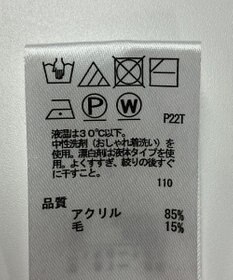 P
W
P22T
液温は30℃以下。
中性洗剤(おしゃれ着洗い)を
使用。漂白剤は液体タイプを使
用。よくすすぎ、絞りの後すぐ
に干すこと。
110
品質
アクリル 85%
毛 15%